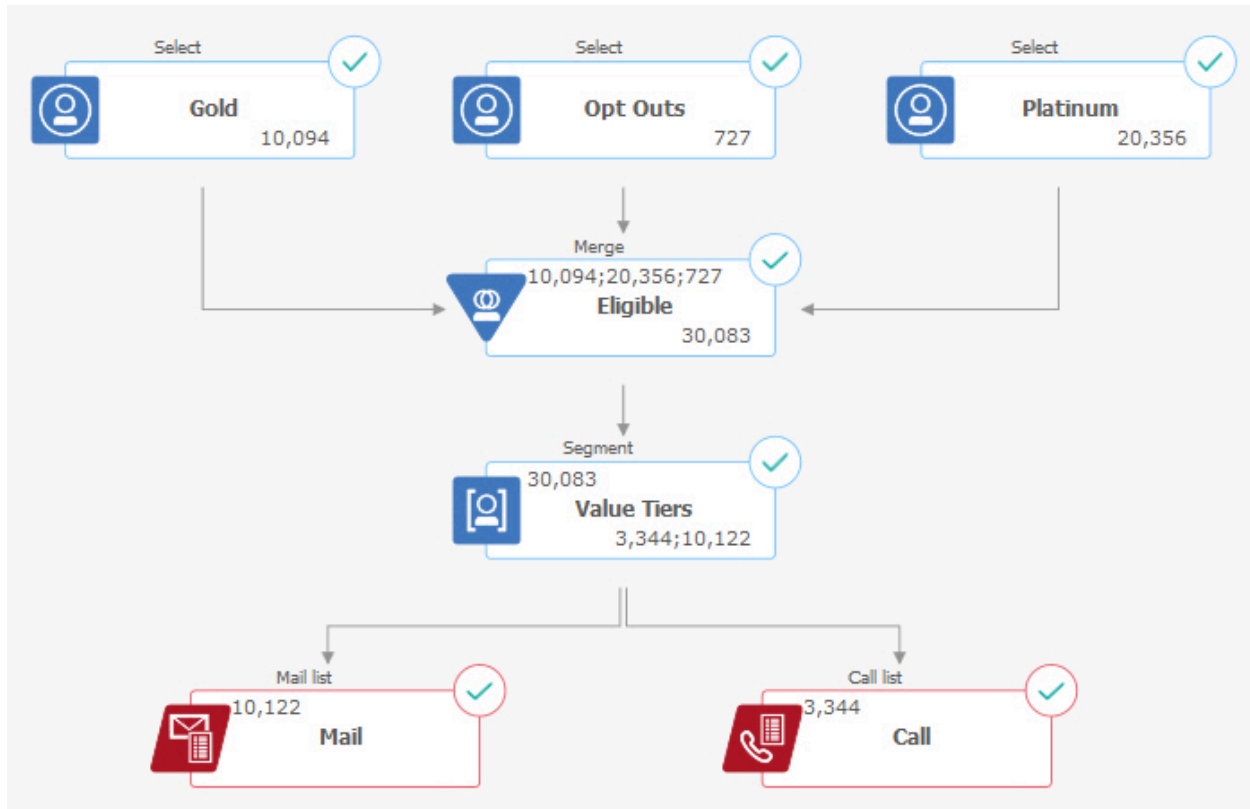 Select
Gold
10,094
Select
Opt Outs
727
Select
Platinum
20,356
Merge
10,094;20,356;727
Eligible
30,083
Segment
30,083
Value Tiers
3,344;10,122
Mail list
10,122
Mail
Call list
3,344
Call